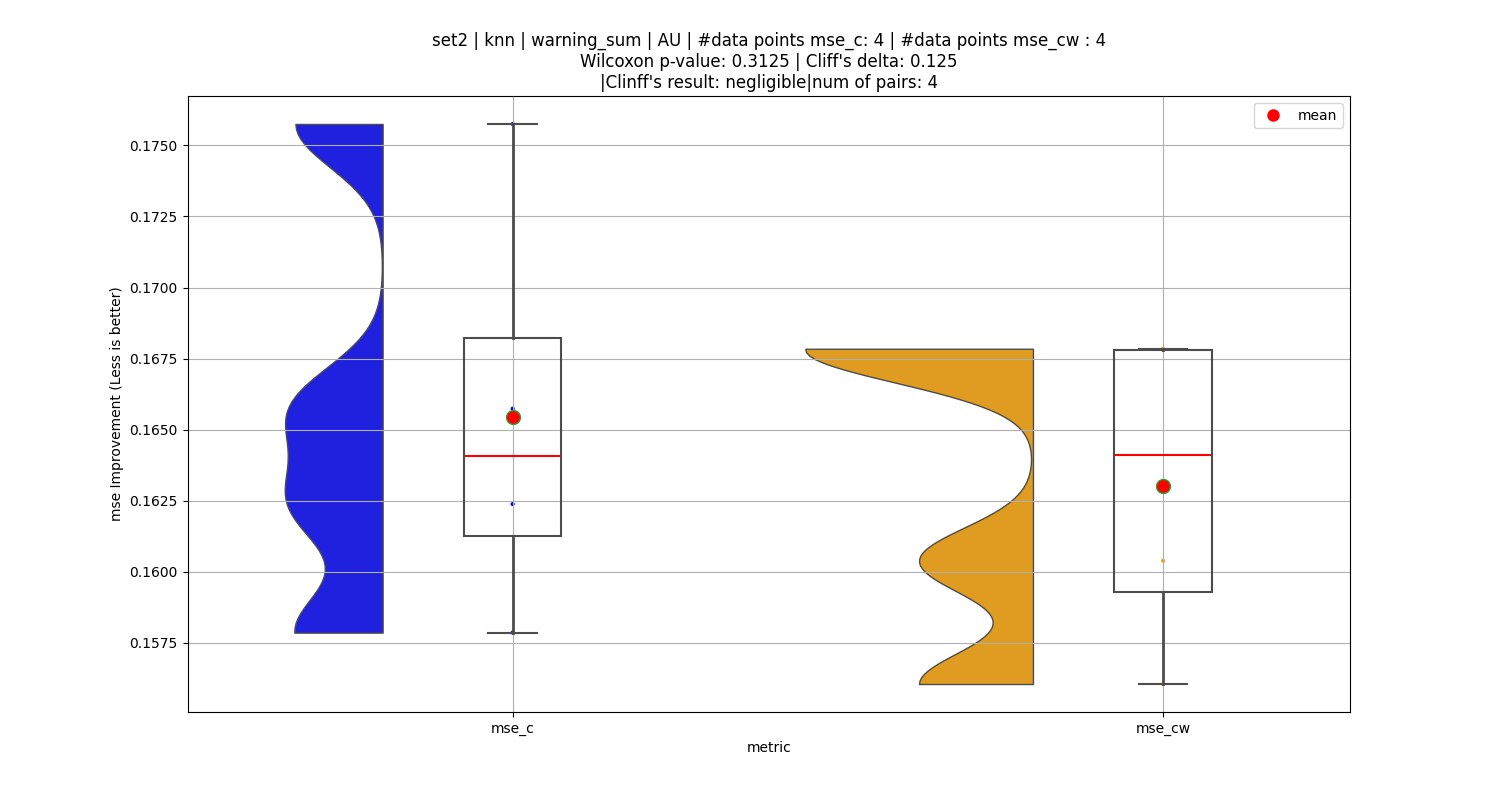 set2 | knn | warning_sum | AU | #data points mse_c: 4 | #data points mse_cw : 4
Wilcoxon p-value: 0.3125 | Cliff's delta: 0.125
|Clinff's result: negligible|num of pairs: 4
mean
0.1750
0.1725
0.1700
0.1675
0.1650
0.1625
0.1600
0.1575
mse Improvement (Less is better)
mse_c
mse_cw
metric